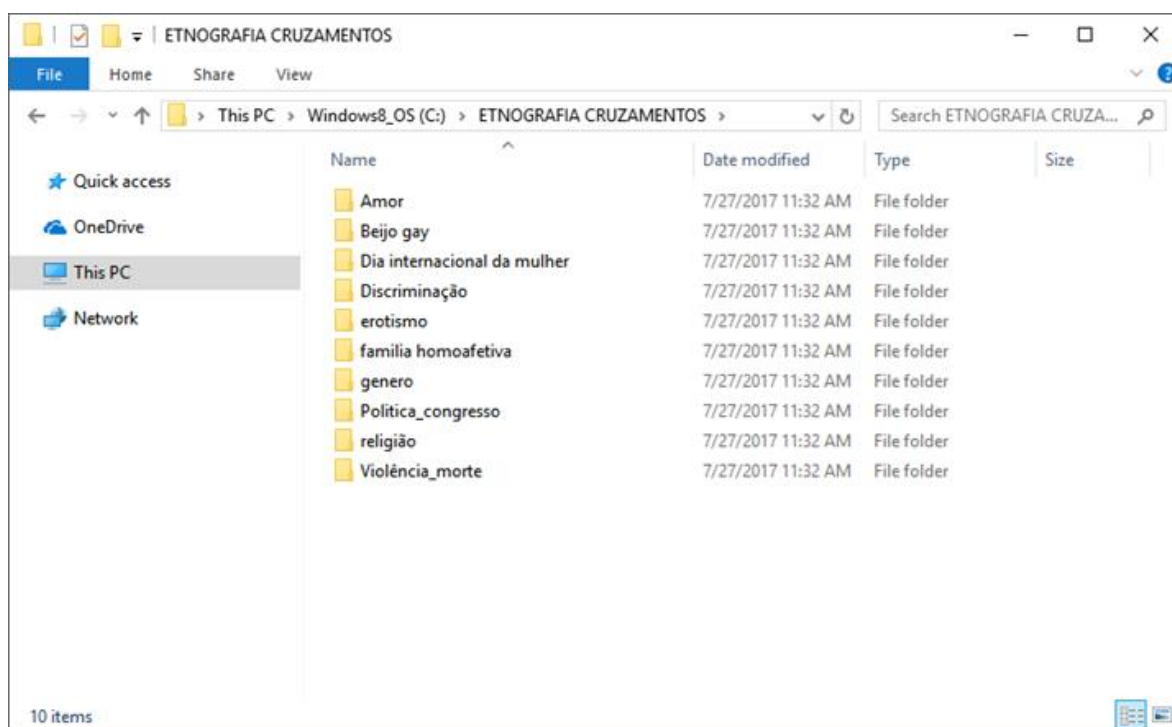 ETNOGRAFIA CRUZAMENTOS
File Home Share View
This PC > Windows8_OS (C:) > ETNOGRAFIA CRUZAMENTOS > Search ETNOGRAFIA CRUZA...
Name Date modified Type Size
Quick access
OneDrive
This PC
Network
Amor 7/27/2017 11:32 AM File folder
Beijo gay 7/27/2017 11:32 AM File folder
Dia internacional da mulher 7/27/2017 11:32 AM File folder
Discriminação 7/27/2017 11:32 AM File folder
erotismo 7/27/2017 11:32 AM File folder
familia homoafetiva 7/27/2017 11:32 AM File folder
genero 7/27/2017 11:32 AM File folder
Politica_congresso 7/27/2017 11:32 AM File folder
religião 7/27/2017 11:32 AM File folder
Violência_morte 7/27/2017 11:32 AM File folder
10 items